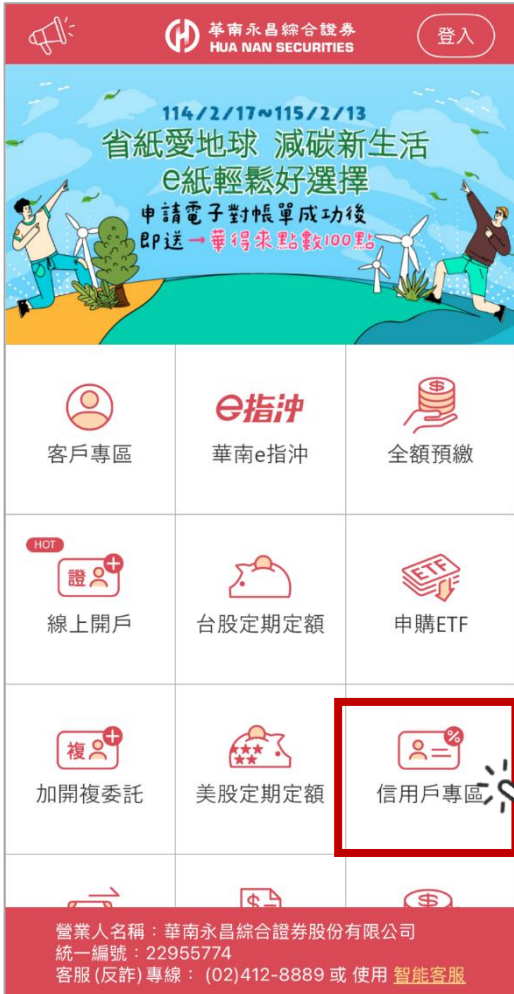 華南永昌綜合證券
HUA NAN SECURITIES
登入
114/2/17~115/2/13
省紙愛地球 減碳新生活
e紙輕鬆好選擇
申請電子對帳單成功後
即送→華得來點數100點
客戶專區
e指沖
華南e指沖
$
全額預繳
HOT
證
線上開戶
台股定期定額
ETF
申購ETF
複
加開複委託
美股定期定額
%
信用戶專區
$
$
營業人名稱：華南永昌綜合證券股份有限公司
統一編號：22955774
客服(反詐)專線： (02)412-8889 或 使用 智能客服